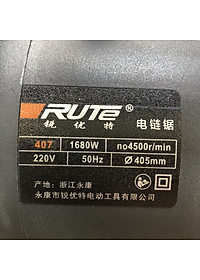 RUTE® 电链锯
锐优特
407 1680W no4500r/min
220V 50Hz Ø405mm
产地：浙江永康
永康市锐优特电动工具有限公司